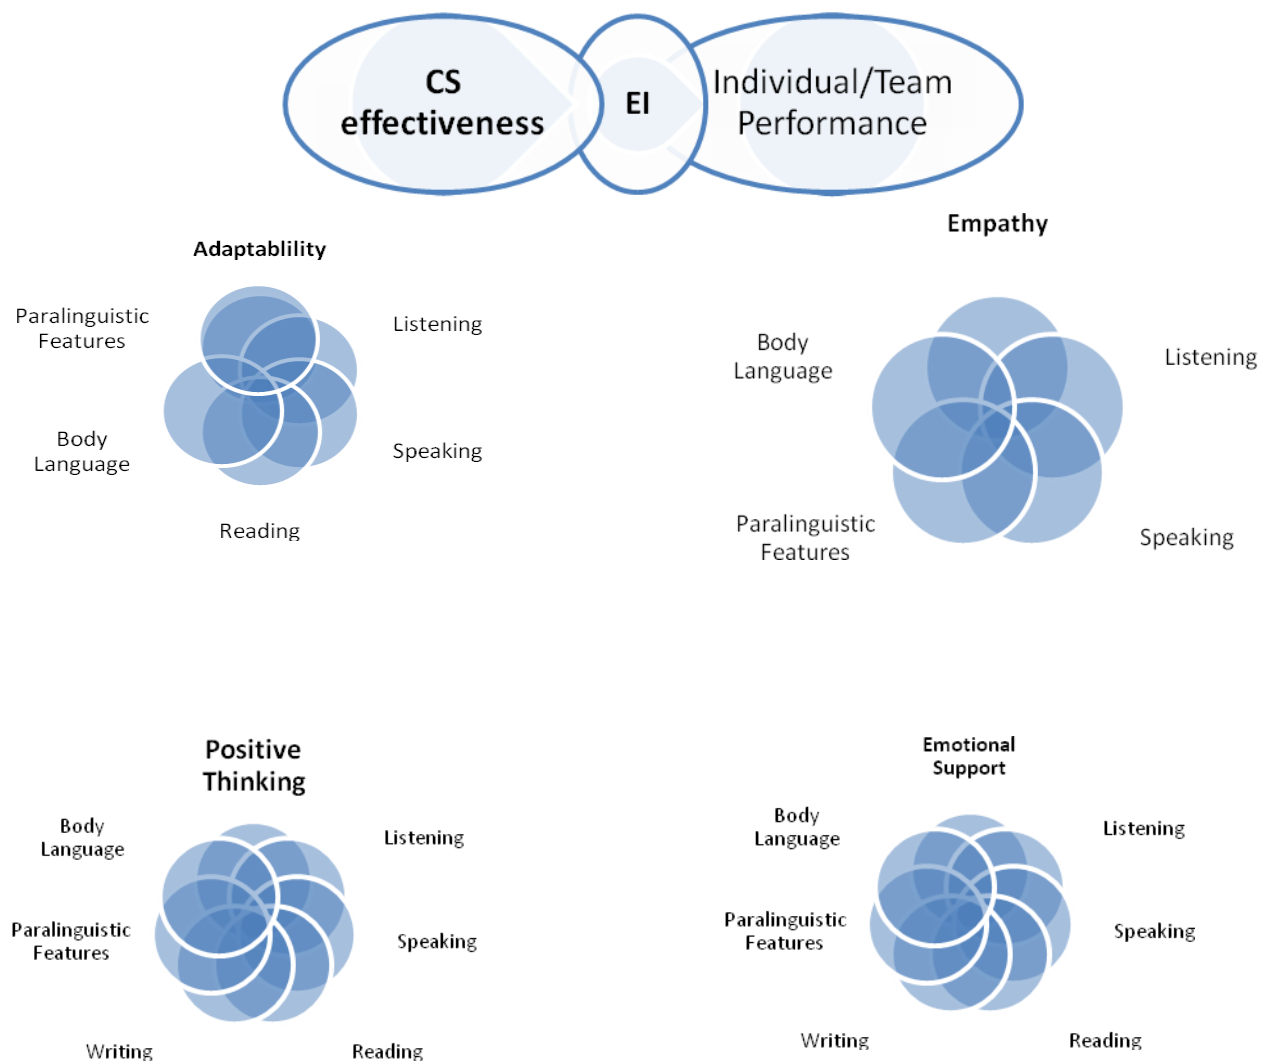 CS
effectiveness
EI
Individual/Team
Performance
Adaptablility
Paralinguistic
Features
Listening
Body
Language
Speaking
Reading
Empathy
Body
Language
Listening
Paralinguistic
Features
Speaking
Positive
Thinking
Body
Language
Listening
Paralinguistic
Features
Speaking
Writing
Reading
Emotional
Support
Body
Language
Listening
Paralinguistic
Features
Speaking
Writing
Reading